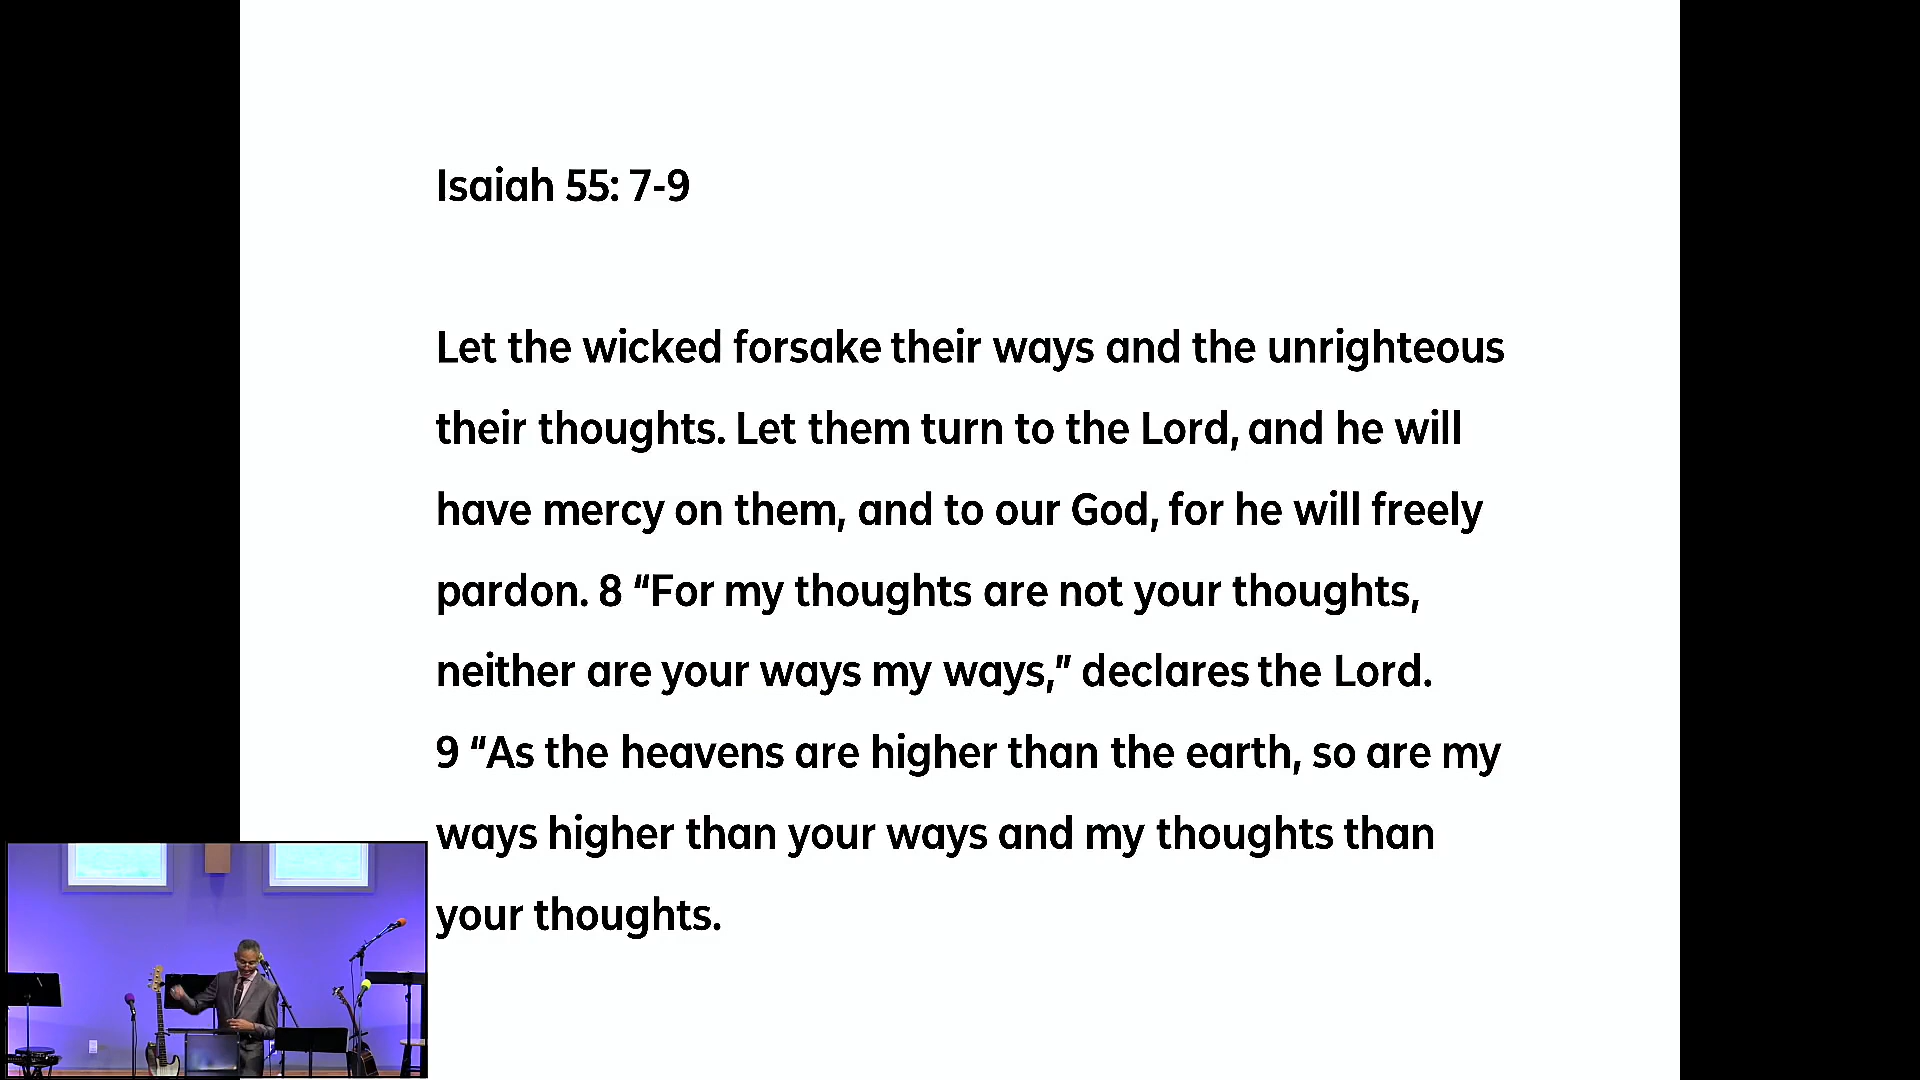 Isaiah 55: 7-9
Let the wicked forsake their ways and the unrighteous
their thoughts. Let them turn to the Lord, and he will
have mercy on them, and to our God, for he will freely
pardon. 8 “For my thoughts are not your thoughts,
neither are your ways my ways,” declares the Lord.
9 “As the heavens are higher than the earth, so are my
ways higher than your ways and my thoughts than
your thoughts.